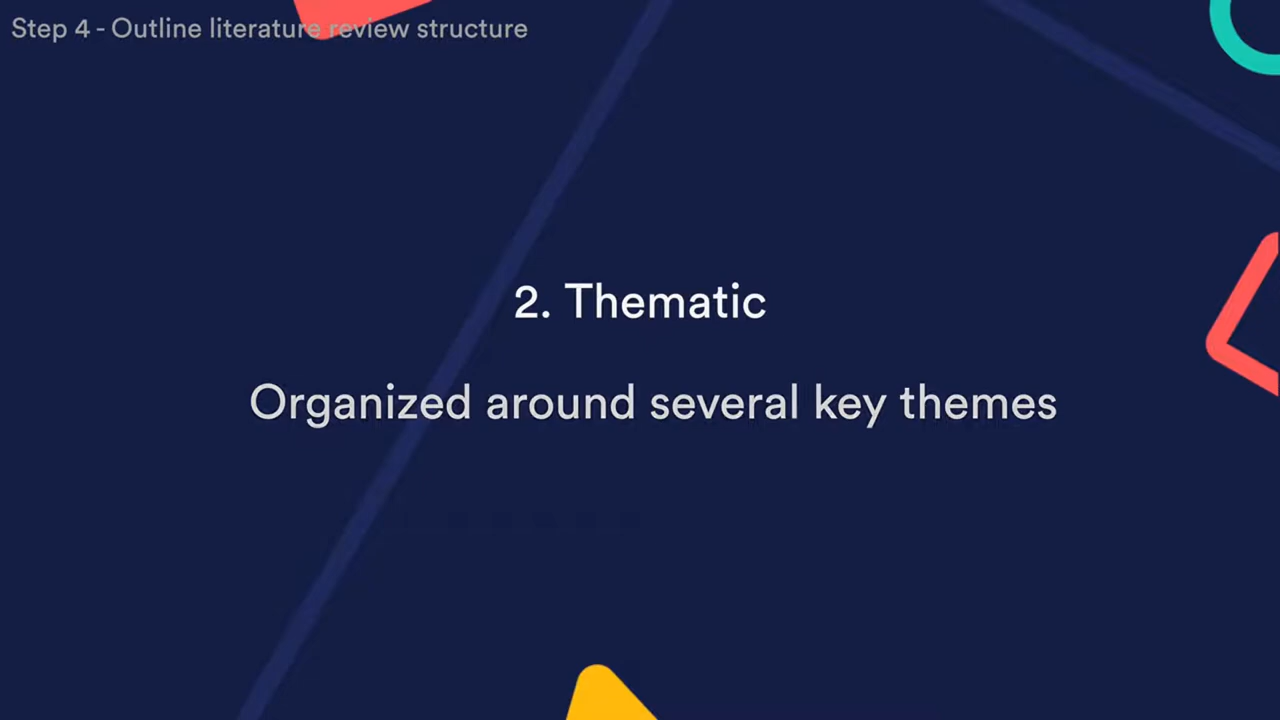 Step 4 - Outline literature review structure
2. Thematic
Organized around several key themes